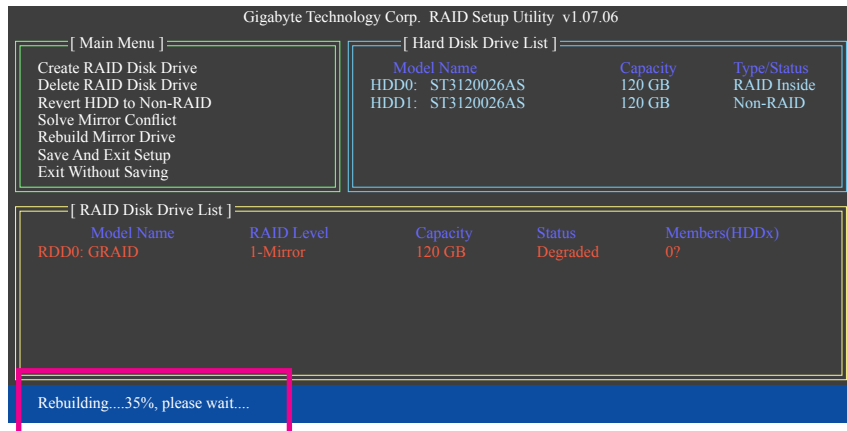 Gigabyte Technology Corp. RAID Setup Utility v1.07.06
[ Main Menu ]
Create RAID Disk Drive
Delete RAID Disk Drive
Revert HDD to Non-RAID
Solve Mirror Conflict
Rebuild Mirror Drive
Save And Exit Setup
Exit Without Saving
[ Hard Disk Drive List ]
Model Name Capacity Type/Status
HDD0: ST3120026AS 120 GB RAID Inside
HDD1: ST3120026AS 120 GB Non-RAID
[ RAID Disk Drive List ]
Model Name RAID Level Capacity Status Members(HDDx)
RDD0: GRAID 1-Mirror 120 GB Degraded 0?
Rebuilding....35%, please wait....